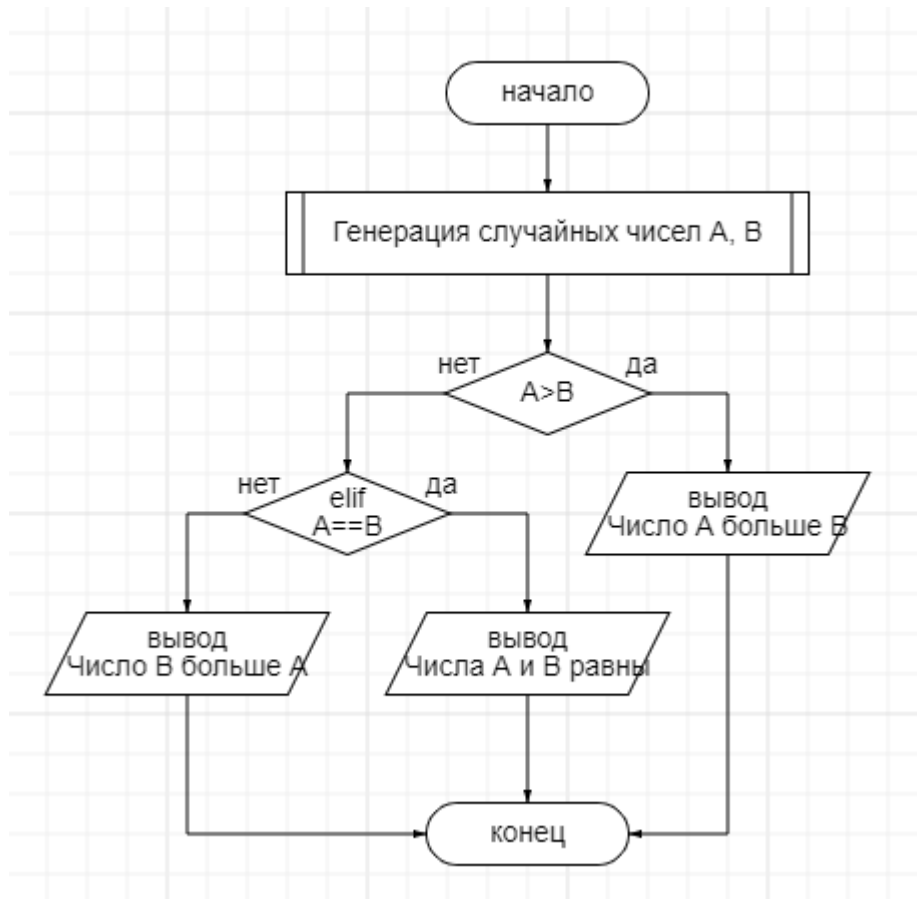 начало
Генерация случайных чисел A, B
нет
да
A>B
нет
elif
A==B
да
вывод
Число A больше B
вывод
Число B больше A
вывод
Числа A и B равны
конец